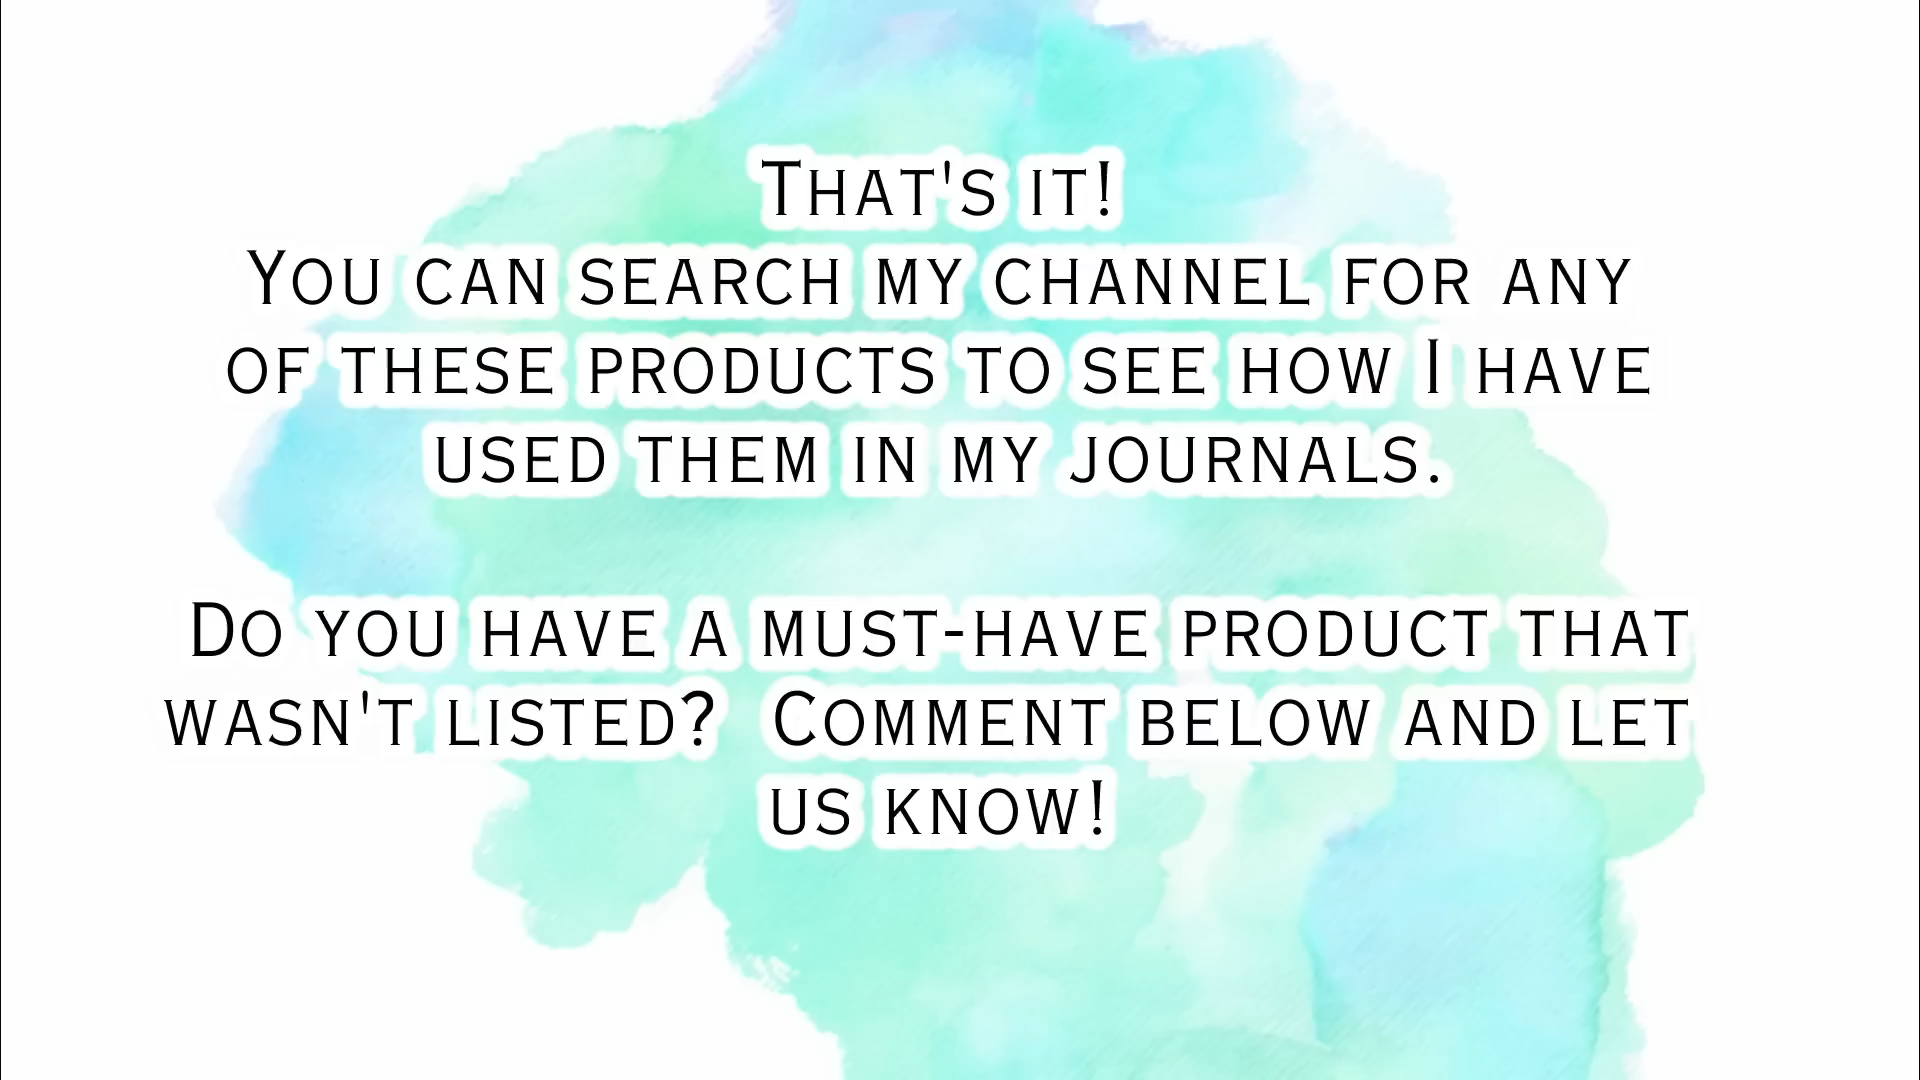 That's it!
You can search my channel for any
of these products to see how I have
used them in my journals.
Do you have a must-have product that
wasn't listed?  Comment below and let
us know!